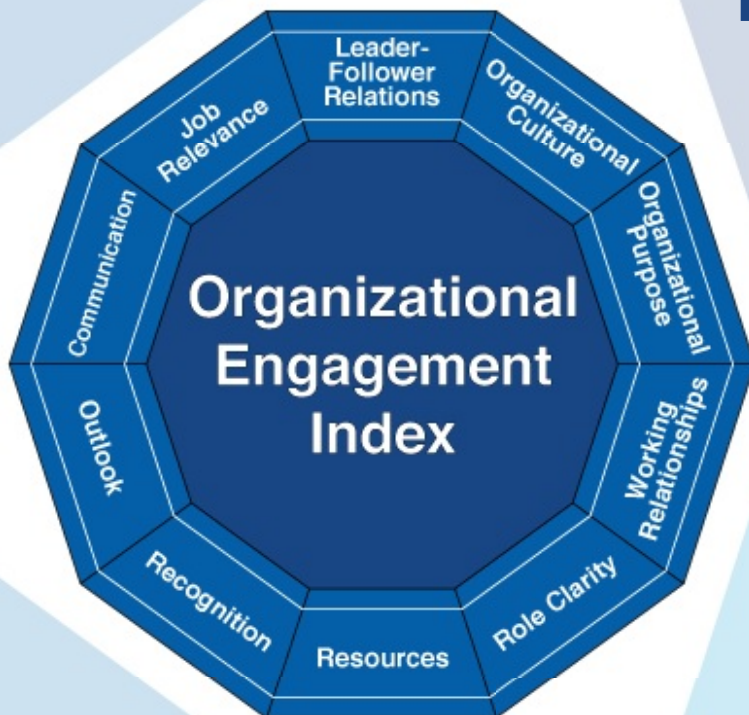 Leader-
Follower
Relations
Organizational
Culture
Organizational
Purpose
Working
Relationships
Role Clarity
Resources
Recognition
Outlook
Communication
Job
Relevance
Organizational
Engagement
Index